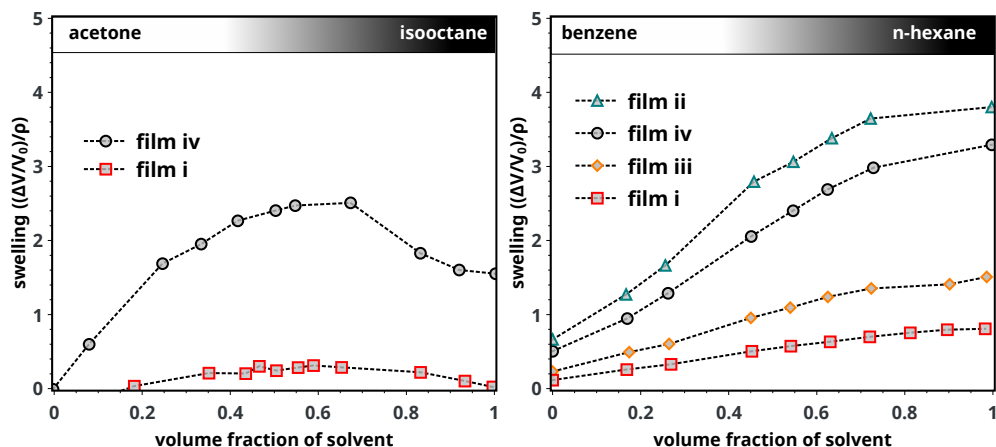 acetone isooctane
5
4
3
2
1
0
swelling ((ΔV/V₀)/ρ)
film iv
film i
0 0.2 0.4 0.6 0.8 1
volume fraction of solvent
benzene n-hexane
5
4
3
2
1
0
swelling ((ΔV/V₀)/ρ)
film ii
film iv
film iii
film i
0 0.2 0.4 0.6 0.8 1
volume fraction of solvent